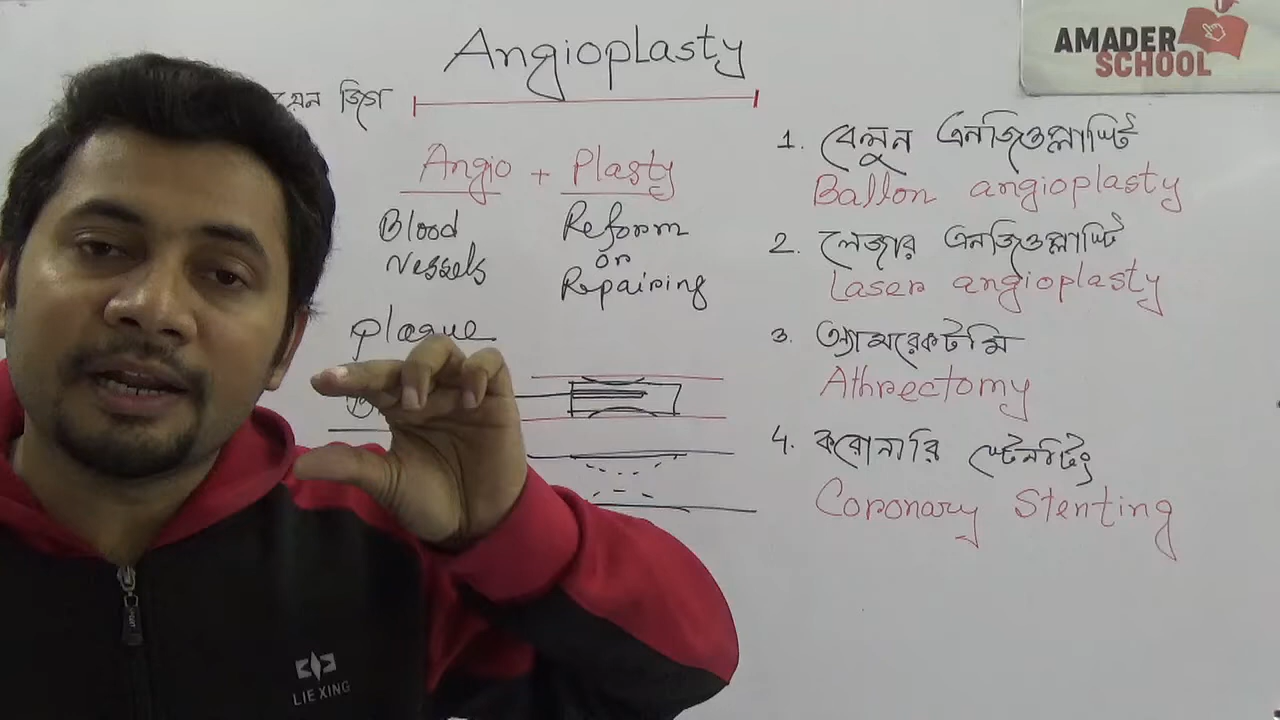 Angioplasty
AMADER
SCHOOL
Angio + Plasty
Blood
Vessels
Reform
or
Repairing
Plaque
1. বেলুন এনজিওপ্লাস্টি
Ballon angioplasty
2. লেজার এনজিওপ্লাস্টি
Laser angioplasty
3. অ্যাথরেকটমি
Athrectomy
4. করোনারি স্টেনটিং
Coronary Stenting
LIE XING